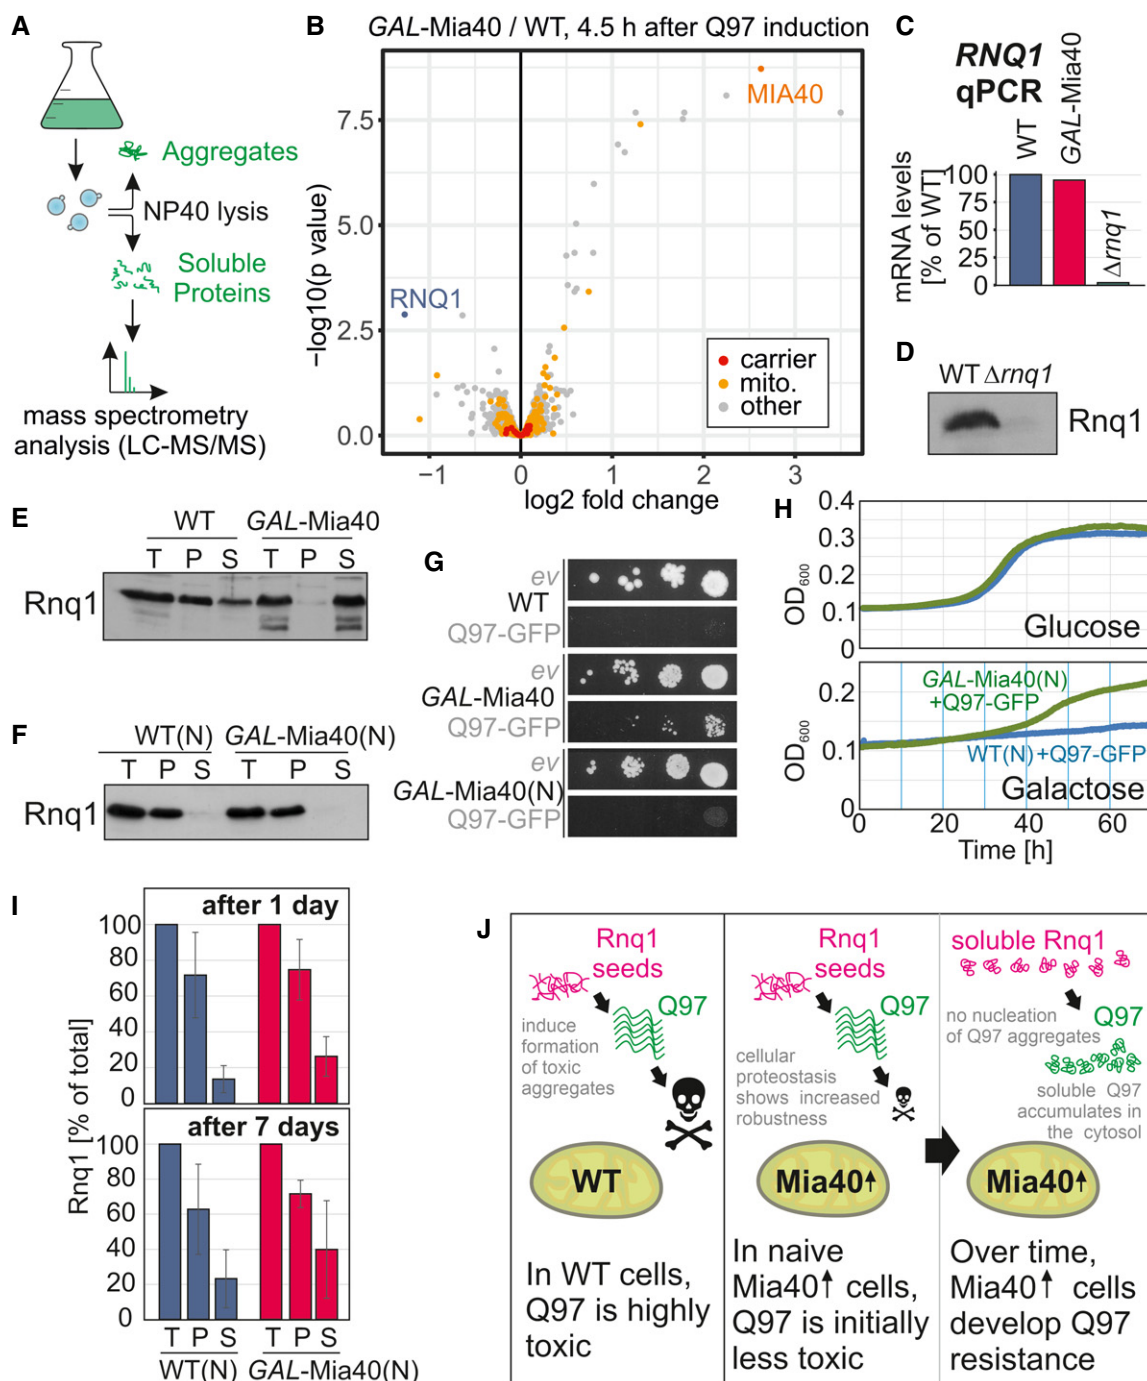 A
Aggregates
NP40 lysis
Soluble
Proteins
mass spectrometry
analysis (LC-MS/MS)
B
GAL-Mia40 / WT, 4.5 h after Q97 induction
MIA40
RNQ1
7.5
5.0
2.5
0.0
−log10(p value)
carrier
mito.
other
−1
0
1
2
3
log2 fold change
C
RNQ1
qPCR
WT
GAL-Mia40
Δrnq1
100
75
50
25
0
mRNA levels
[% of WT]
D
WT Δrnq1
Rnq1
E
WT GAL-Mia40
T P S T P S
Rnq1
F
WT(N) GAL-Mia40(N)
T P S T P S
Rnq1
G
ev
WT
Q97-GFP
ev
GAL-Mia40
Q97-GFP
ev
GAL-Mia40(N)
Q97-GFP
H
0.4
0.3
0.2
0.1
0
OD600
Glucose
0.2
0.1
0
OD600
GAL-Mia40(N)
+Q97-GFP
WT(N)+Q97-GFP
Galactose
0 20 40 60
Time [h]
I
after 1 day
100
80
60
40
20
0
after 7 days
100
80
60
40
20
0
Rnq1 [% of total]
T P S T P S
WT(N) GAL-Mia40(N)
J
Rnq1
seeds
Q97
induce
formation
of toxic
aggregates
WT
In WT cells,
Q97 is highly
toxic
Rnq1
seeds
Q97
cellular
proteostasis
shows increased
robustness
Mia40↑
In naive
Mia40↑ cells,
Q97 is initially
less toxic
soluble Rnq1
no nucleation
of Q97 aggregates
Q97
soluble Q97
accumulates in
the cytosol
Mia40↑
Over time,
Mia40↑ cells
develop Q97
resistance